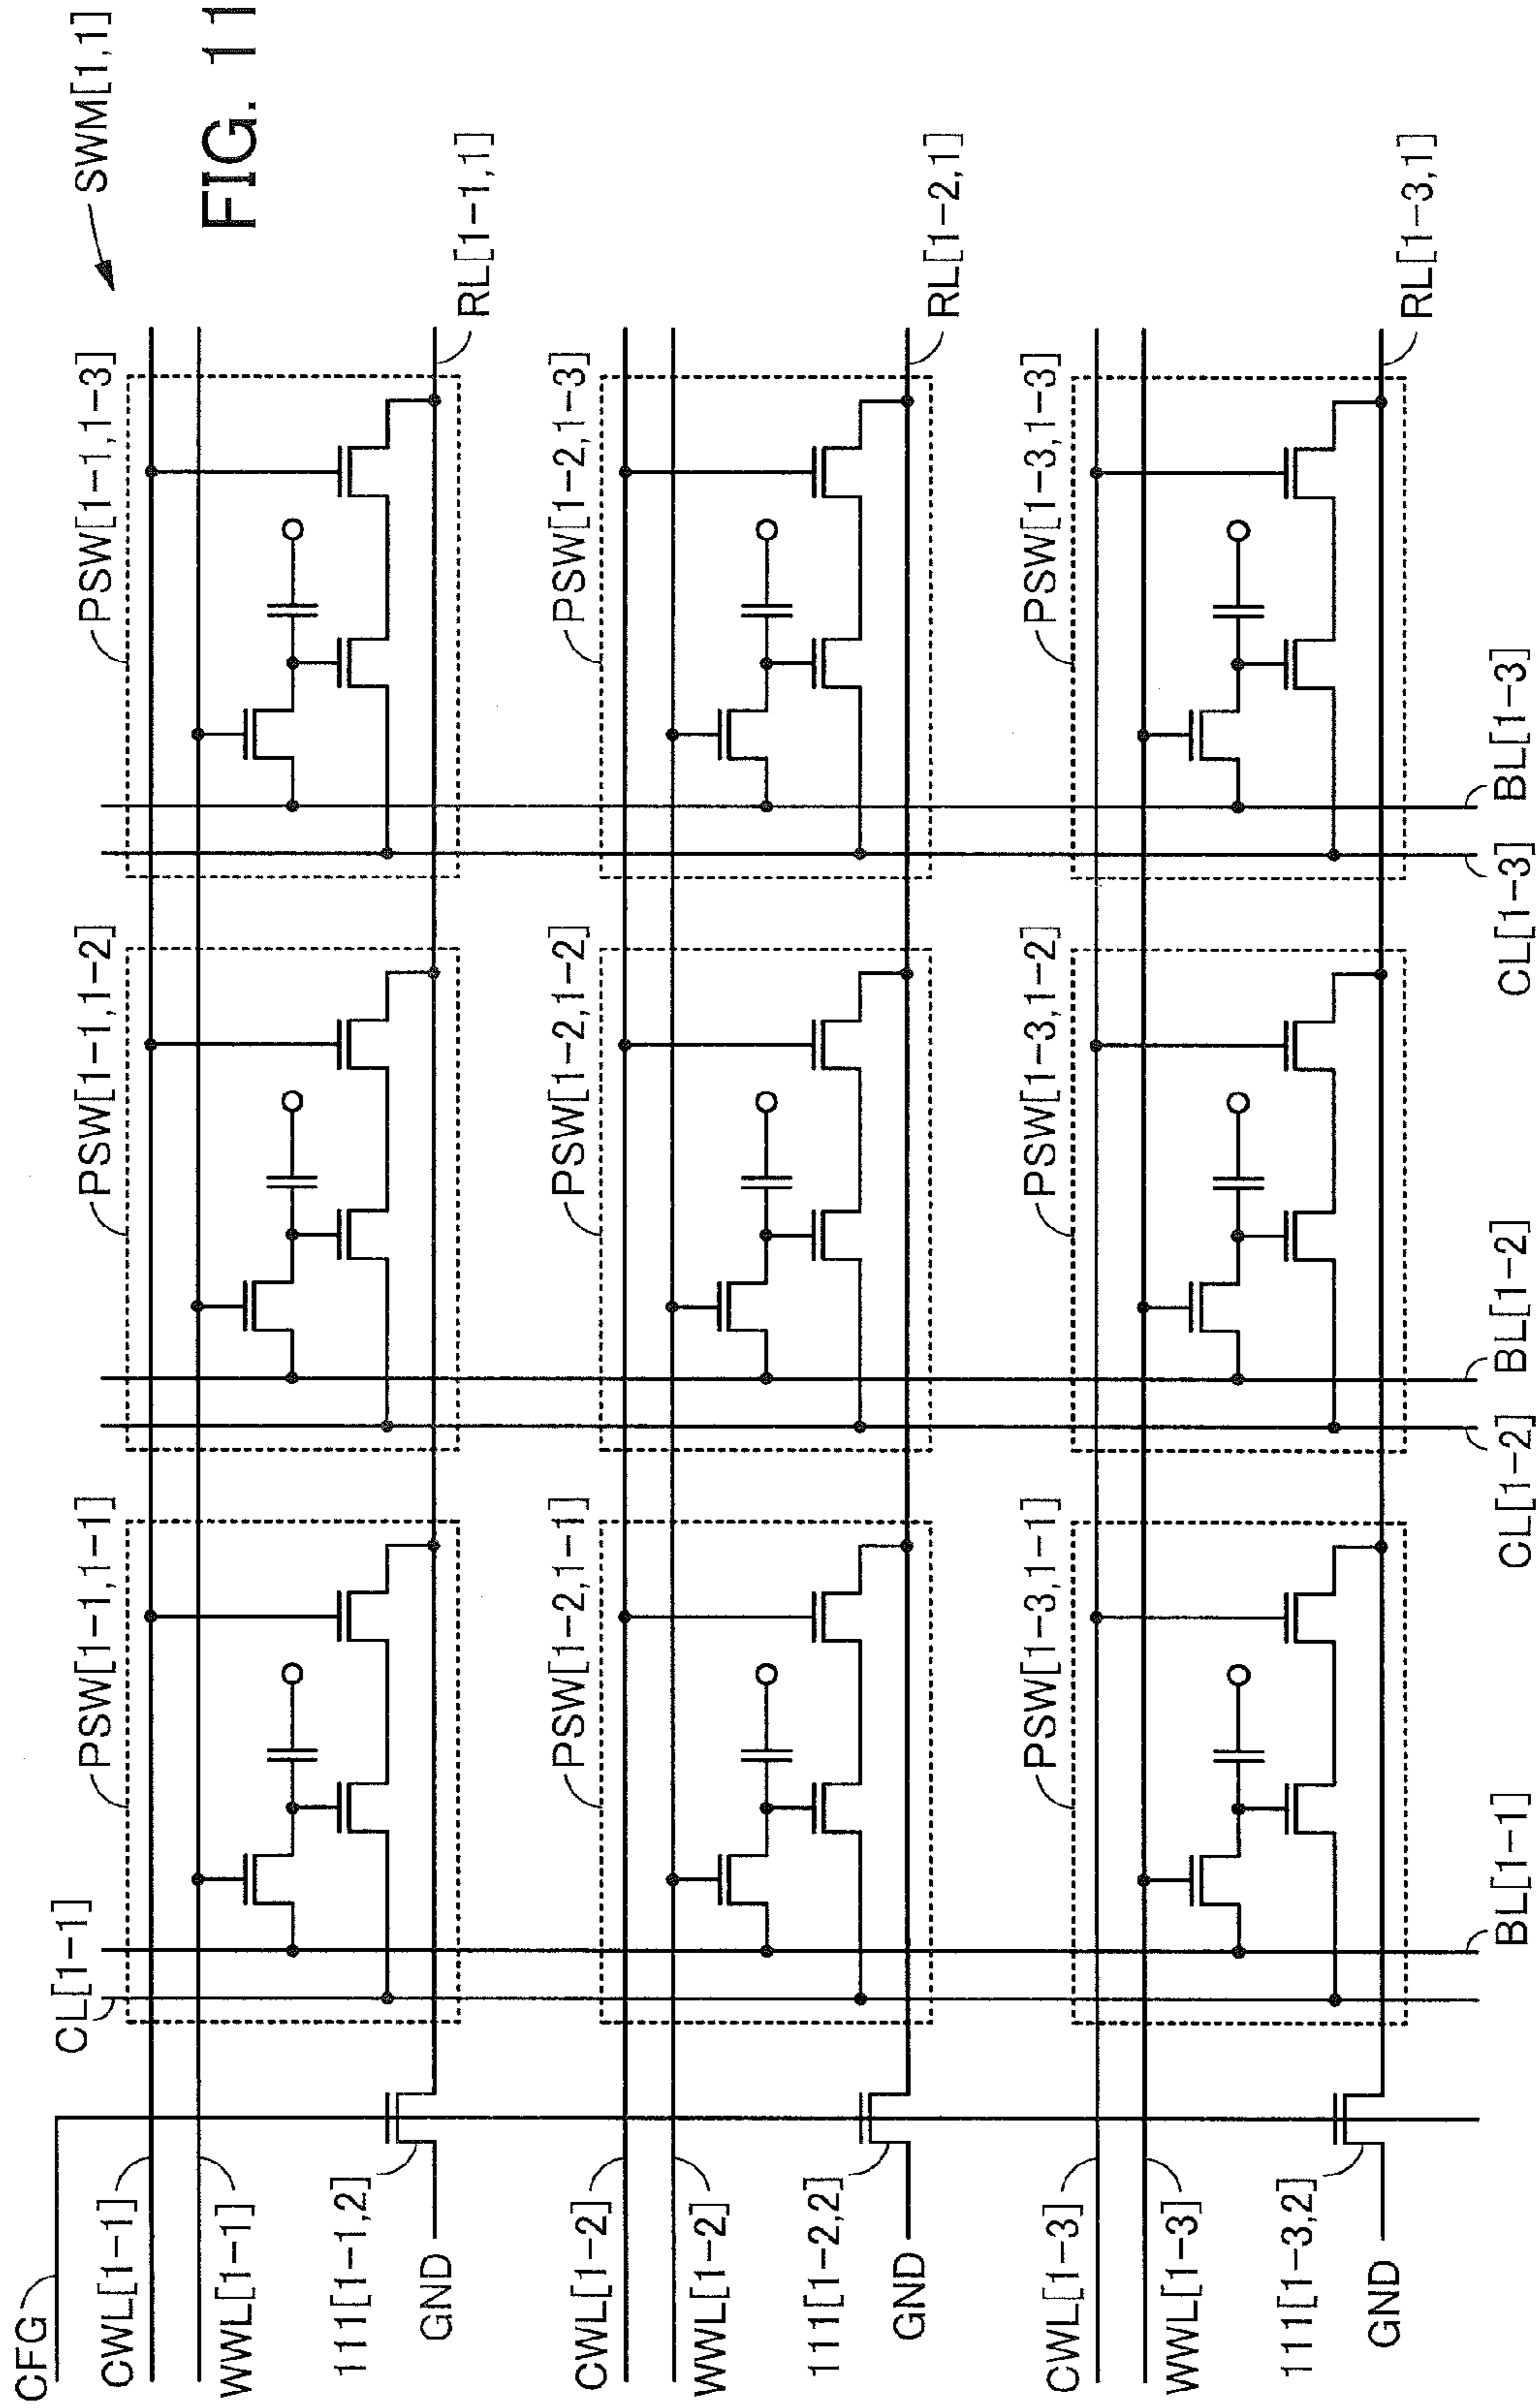 FIG. 11
SWM[1,1]
CFG
CL[1-1]
PSW[1-1,1-1]
PSW[1-1,1-2]
PSW[1-1,1-3]
CWL[1-1]
WWL[1-1]
111[1-1,2]
GND
RL[1-1,1]
PSW[1-2,1-1]
PSW[1-2,1-2]
PSW[1-2,1-3]
CWL[1-2]
WWL[1-2]
111[1-2,2]
GND
RL[1-2,1]
PSW[1-3,1-1]
PSW[1-3,1-2]
PSW[1-3,1-3]
CWL[1-3]
WWL[1-3]
111[1-3,2]
GND
RL[1-3,1]
BL[1-1]
CL[1-2]
BL[1-2]
CL[1-3]
BL[1-3]